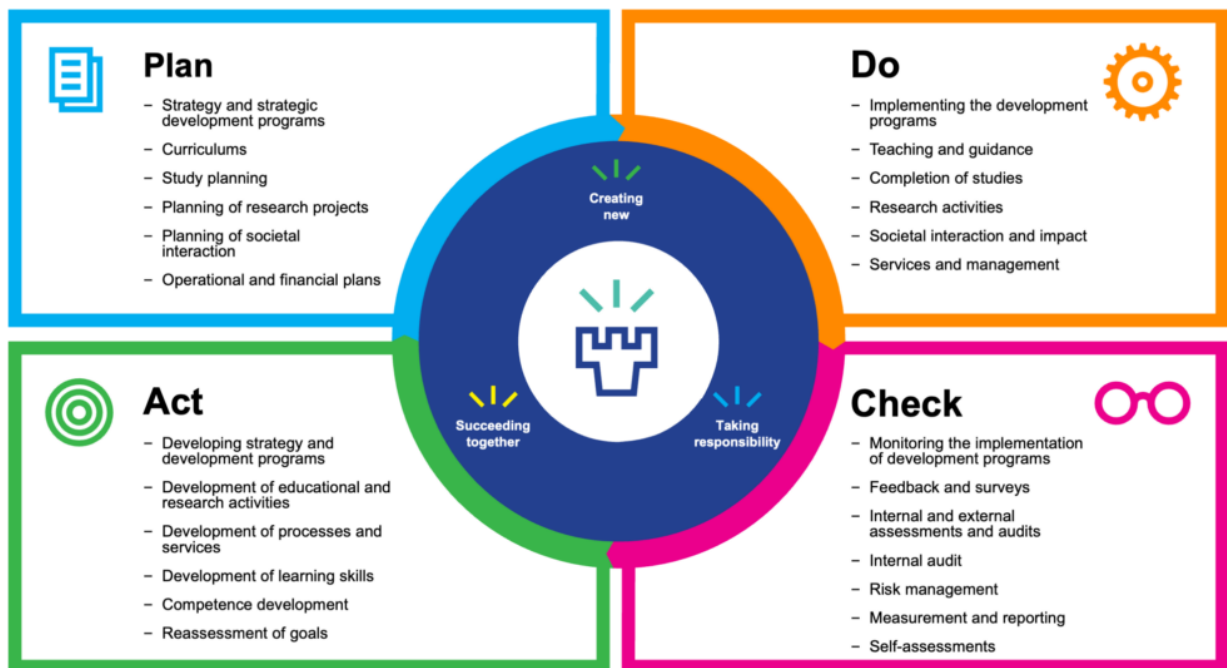 Plan
– Strategy and strategic
development programs
– Curriculums
– Study planning
– Planning of research projects
– Planning of societal
interaction
– Operational and financial plans
Do
– Implementing the development
programs
– Teaching and guidance
– Completion of studies
– Research activities
– Societal interaction and impact
– Services and management
Creating
new
Succeeding
together
Taking
responsibility
Act
– Developing strategy and
development programs
– Development of educational and
research activities
– Development of processes and
services
– Development of learning skills
– Competence development
– Reassessment of goals
Check
– Monitoring the implementation
of development programs
– Feedback and surveys
– Internal and external
assessments and audits
– Internal audit
– Risk management
– Measurement and reporting
– Self-assessments